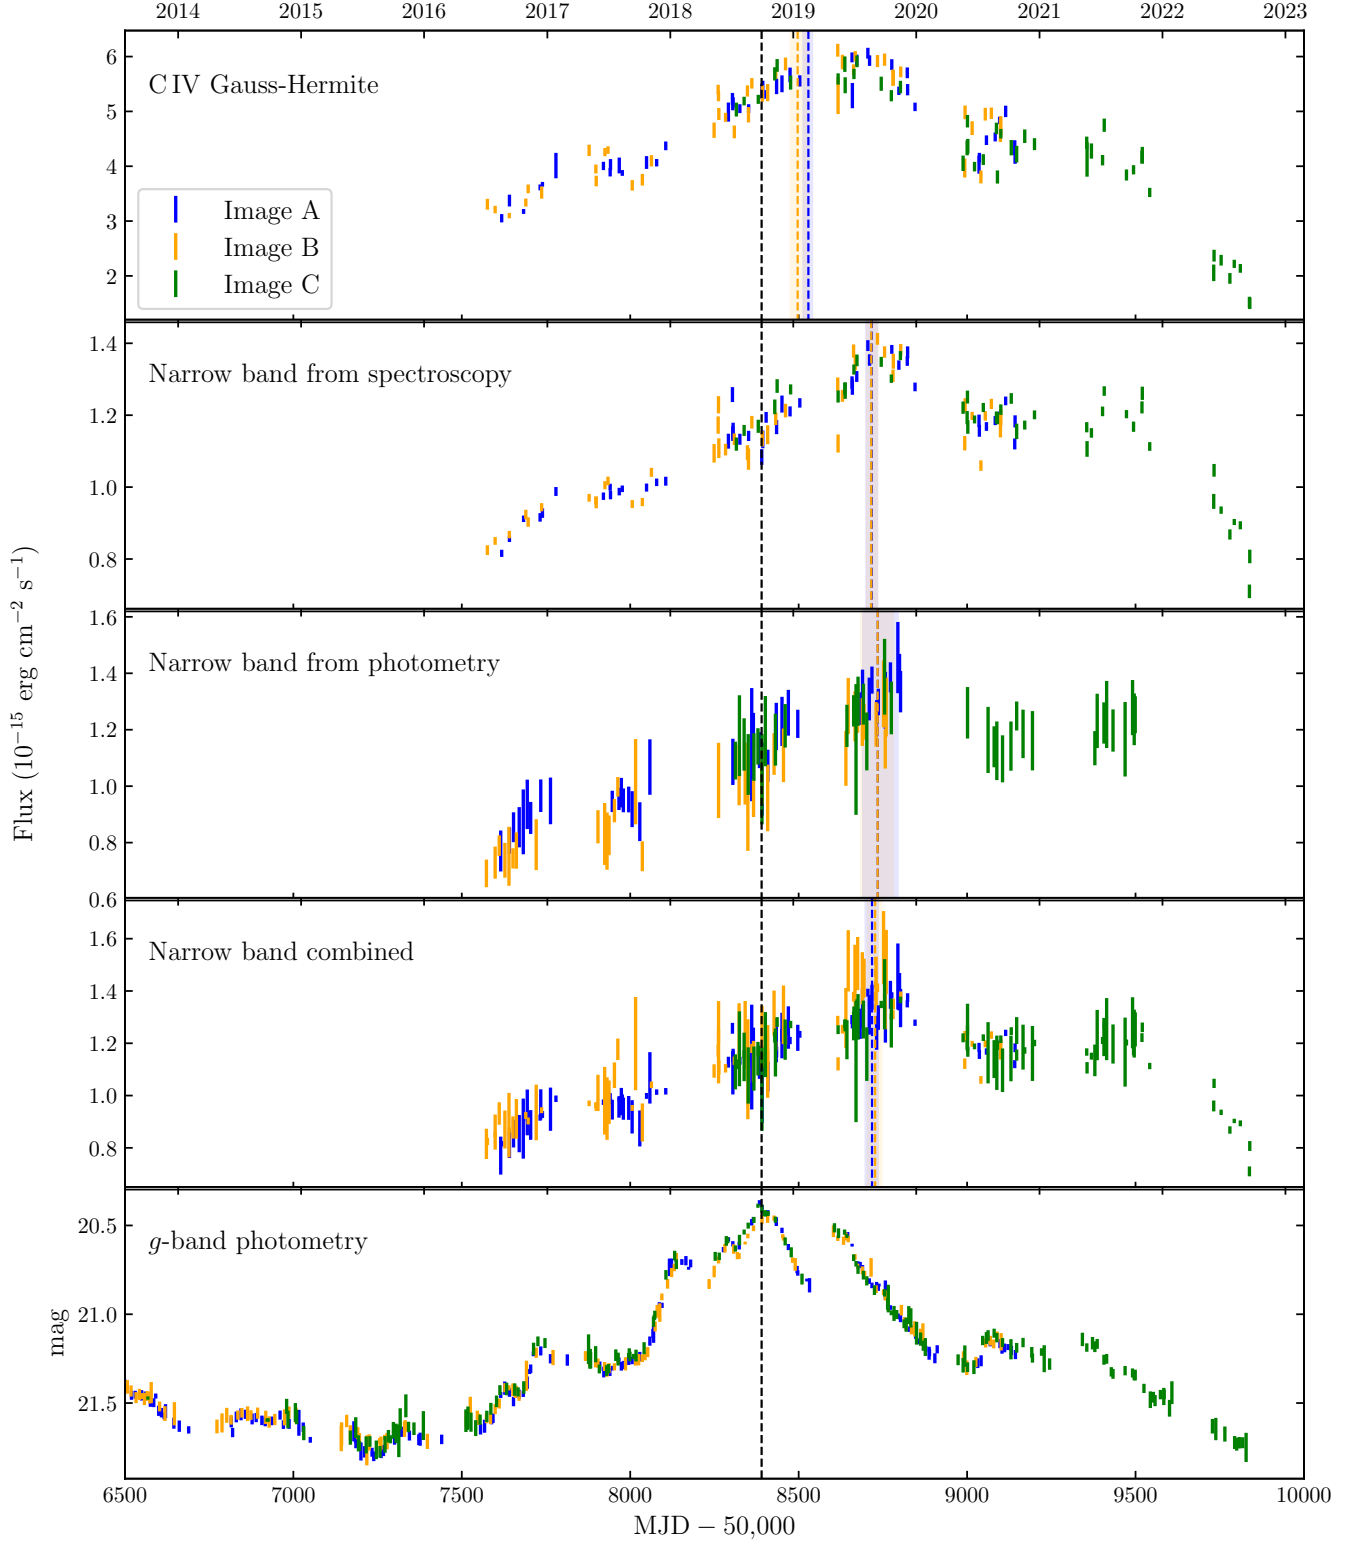 2014 2015 2016 2017 2018 2019 2020 2021 2022 2023
C IV Gauss-Hermite
6
5
4
3
2
Image A
Image B
Image C
Narrow band from spectroscopy
1.4
1.2
1.0
0.8
Narrow band from photometry
1.6
1.4
1.2
1.0
0.8
0.6
Flux (10⁻¹⁵ erg cm⁻² s⁻¹)
Narrow band combined
1.6
1.4
1.2
1.0
0.8
g-band photometry
20.5
21.0
21.5
mag
6500 7000 7500 8000 8500 9000 9500 10000
MJD − 50,000